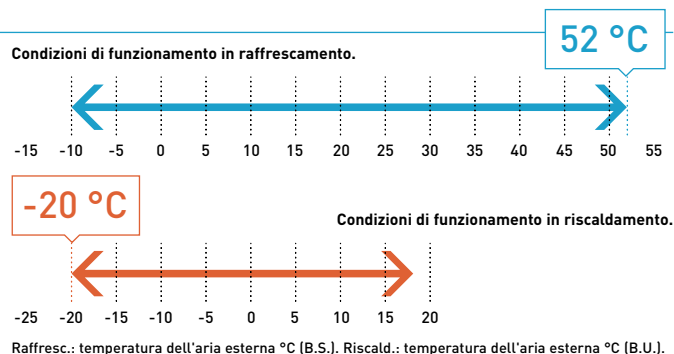 52 °C
Condizioni di funzionamento in raffrescamento.
-15 -10 -5 0 5 10 15 20 25 30 35 40 45 50 55
-20 °C
Condizioni di funzionamento in riscaldamento.
-25 -20 -15 -10 -5 0 5 10 15 20
Raffresc.: temperatura dell'aria esterna °C (B.S.). Riscald.: temperatura dell'aria esterna °C (B.U.).